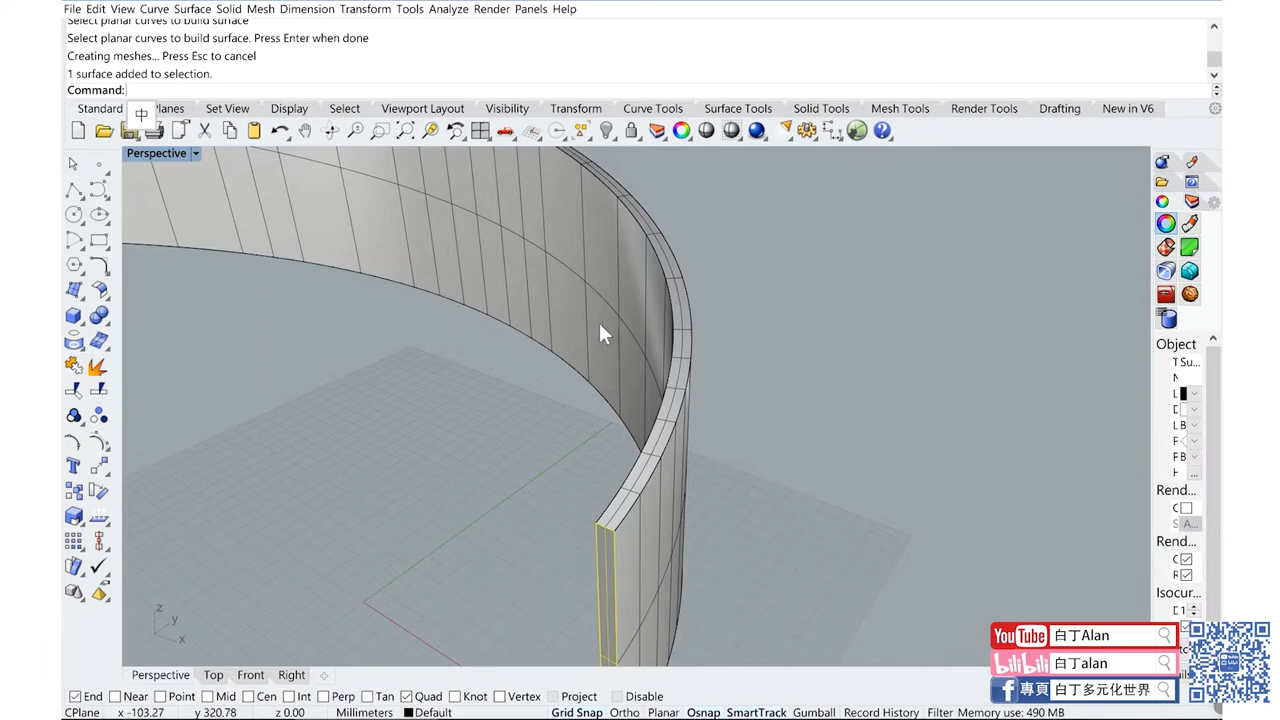 File Edit View Curve Surface Solid Mesh Dimension Transform Tools Analyze Render Panels Help
Select planar curves to build surface
Select planar curves to build surface. Press Enter when done
Creating meshes... Press Esc to cancel
1 surface added to selection.
Command:
Standard 中 Planes Set View Display Select Viewport Layout Visibility Transform Curve Tools Surface Tools Solid Tools Mesh Tools Render Tools Drafting New in V6
Perspective
Object
T Su...
N
L
D
L B
P
P B
H ...
Rend...
C
S A...
Rend...
C
R
Isocur...
D 1
z
y
x
YouTube 白丁Alan
bilibili 白丁alan
f 專頁 白丁多元化世界
Perspective Top Front Right
End Near Point Mid Cen Int Perp Tan Quad Knot Vertex Project Disable
CPlane x -103.27 y 320.78 z 0.00 Millimeters Default Grid Snap Ortho Planar Osnap SmartTrack Gumball Record History Filter Memory use: 490 MB